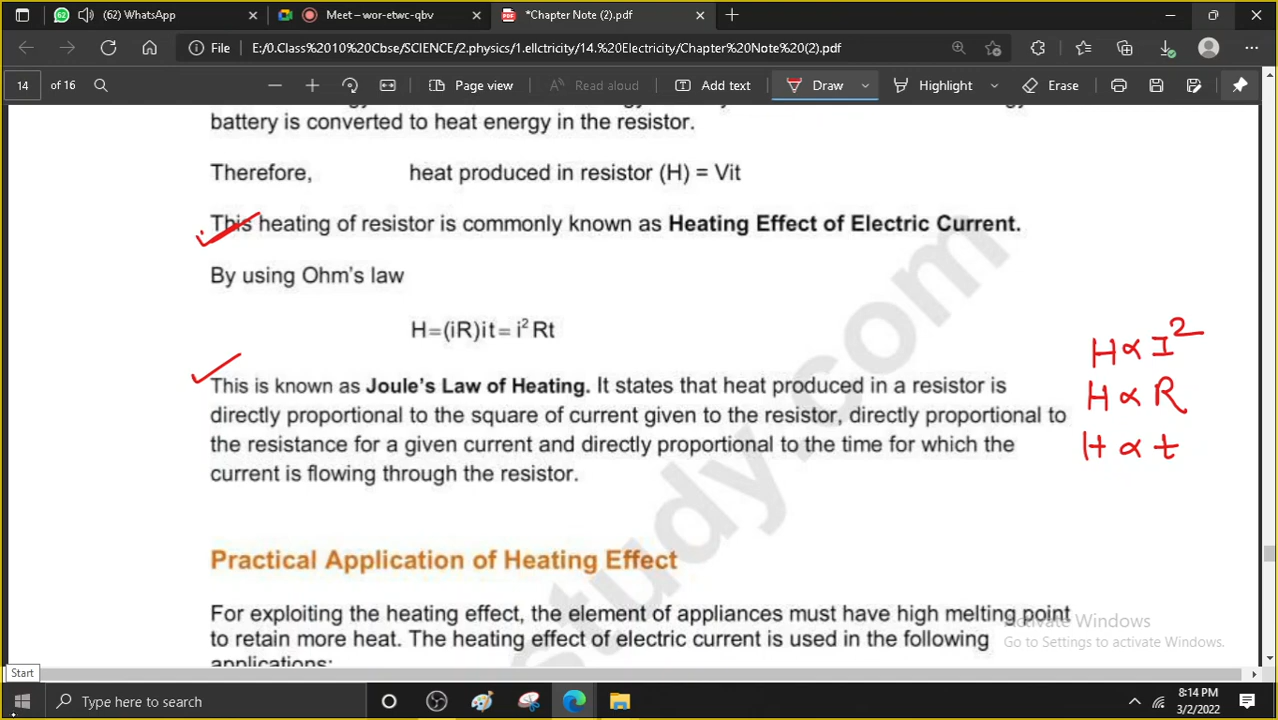 (62) WhatsApp
Meet – wor-etwc-qbv
*Chapter Note (2).pdf
File
E:/0.Class%2010%20Cbse/SCIENCE/2.physics/1.ellctricity/14.%20Electricity/Chapter%20Note%20(2).pdf
14 of 16
Page view
Read aloud
Add text
Draw
Highlight
Erase
battery is converted to heat energy in the resistor.
Therefore, heat produced in resistor (H) = Vit
This heating of resistor is commonly known as Heating Effect of Electric Current.
By using Ohm's law
H=(iR)it= i² Rt
H ∝ I²
This is known as Joule's Law of Heating. It states that heat produced in a resistor is
H ∝ R
directly proportional to the square of current given to the resistor, directly proportional to
the resistance for a given current and directly proportional to the time for which the
H ∝ t
current is flowing through the resistor.
study.com
Practical Application of Heating Effect
For exploiting the heating effect, the element of appliances must have high melting point
to retain more heat. The heating effect of electric current is used in the following
applications:
Activate Windows
Go to Settings to activate Windows.
Start
Type here to search
8:14 PM
3/2/2022